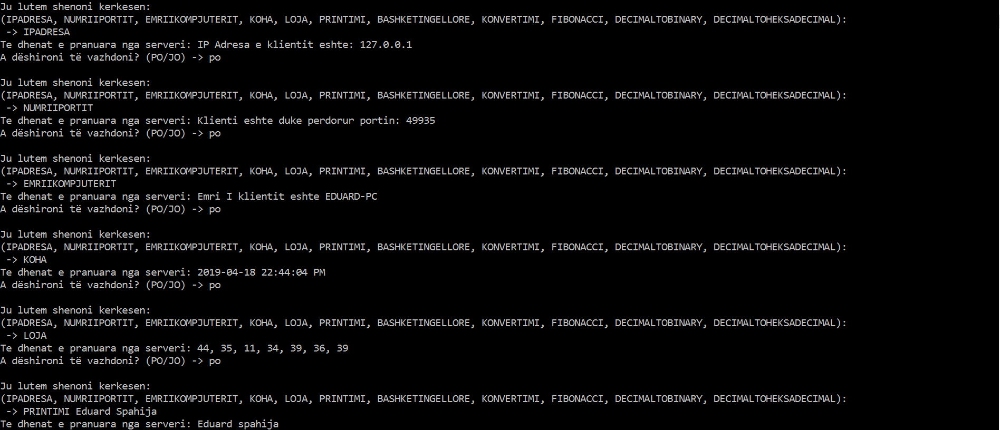 Ju lutem shenoni kerkesen:
(IPADRESA, NUMRIIPORTIT, EMRIIKOMPJUTERIT, KOHA, LOJA, PRINTIMI, BASHKETINGELLORE, KONVERTIMI, FIBONACCI, DECIMALTOBINARY, DECIMALTOHEKSADECIMAL):
 -> IPADRESA
Te dhenat e pranuara nga serveri: IP Adresa e klientit eshte: 127.0.0.1
A dëshironi të vazhdoni? (PO/JO) -> po

Ju lutem shenoni kerkesen:
(IPADRESA, NUMRIIPORTIT, EMRIIKOMPJUTERIT, KOHA, LOJA, PRINTIMI, BASHKETINGELLORE, KONVERTIMI, FIBONACCI, DECIMALTOBINARY, DECIMALTOHEKSADECIMAL):
 -> NUMRIIPORTIT
Te dhenat e pranuara nga serveri: Klienti eshte duke perdorur portin: 49935
A dëshironi të vazhdoni? (PO/JO) -> po

Ju lutem shenoni kerkesen:
(IPADRESA, NUMRIIPORTIT, EMRIIKOMPJUTERIT, KOHA, LOJA, PRINTIMI, BASHKETINGELLORE, KONVERTIMI, FIBONACCI, DECIMALTOBINARY, DECIMALTOHEKSADECIMAL):
 -> EMRIIKOMPJUTERIT
Te dhenat e pranuara nga serveri: Emri I klientit eshte EDUARD-PC
A dëshironi të vazhdoni? (PO/JO) -> po

Ju lutem shenoni kerkesen:
(IPADRESA, NUMRIIPORTIT, EMRIIKOMPJUTERIT, KOHA, LOJA, PRINTIMI, BASHKETINGELLORE, KONVERTIMI, FIBONACCI, DECIMALTOBINARY, DECIMALTOHEKSADECIMAL):
 -> KOHA
Te dhenat e pranuara nga serveri: 2019-04-18 22:44:04 PM
A dëshironi të vazhdoni? (PO/JO) -> po

Ju lutem shenoni kerkesen:
(IPADRESA, NUMRIIPORTIT, EMRIIKOMPJUTERIT, KOHA, LOJA, PRINTIMI, BASHKETINGELLORE, KONVERTIMI, FIBONACCI, DECIMALTOBINARY, DECIMALTOHEKSADECIMAL):
 -> LOJA
Te dhenat e pranuara nga serveri: 44, 35, 11, 34, 39, 36, 39
A dëshironi të vazhdoni? (PO/JO) -> po

Ju lutem shenoni kerkesen:
(IPADRESA, NUMRIIPORTIT, EMRIIKOMPJUTERIT, KOHA, LOJA, PRINTIMI, BASHKETINGELLORE, KONVERTIMI, FIBONACCI, DECIMALTOBINARY, DECIMALTOHEKSADECIMAL):
 -> PRINTIMI Eduard Spahija
Te dhenat e pranuara nga serveri: Eduard spahija